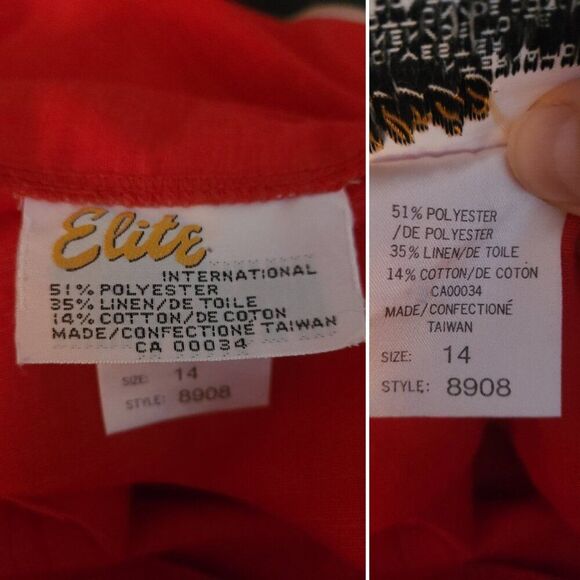 Elite
INTERNATIONAL
51% POLYESTER
35% LINEN/DE TOILE
14% COTTON/DE COTON
MADE/CONFECTIONÉ TAIWAN
CA 00034
SIZE: 14
STYLE: 8908
51% POLYESTER
/DE POLYESTER
35% LINEN/DE TOILE
14% COTTON/DE COTON
CA00034
MADE/CONFECTIONÉ
TAIWAN
SIZE: 14
STYLE: 8908